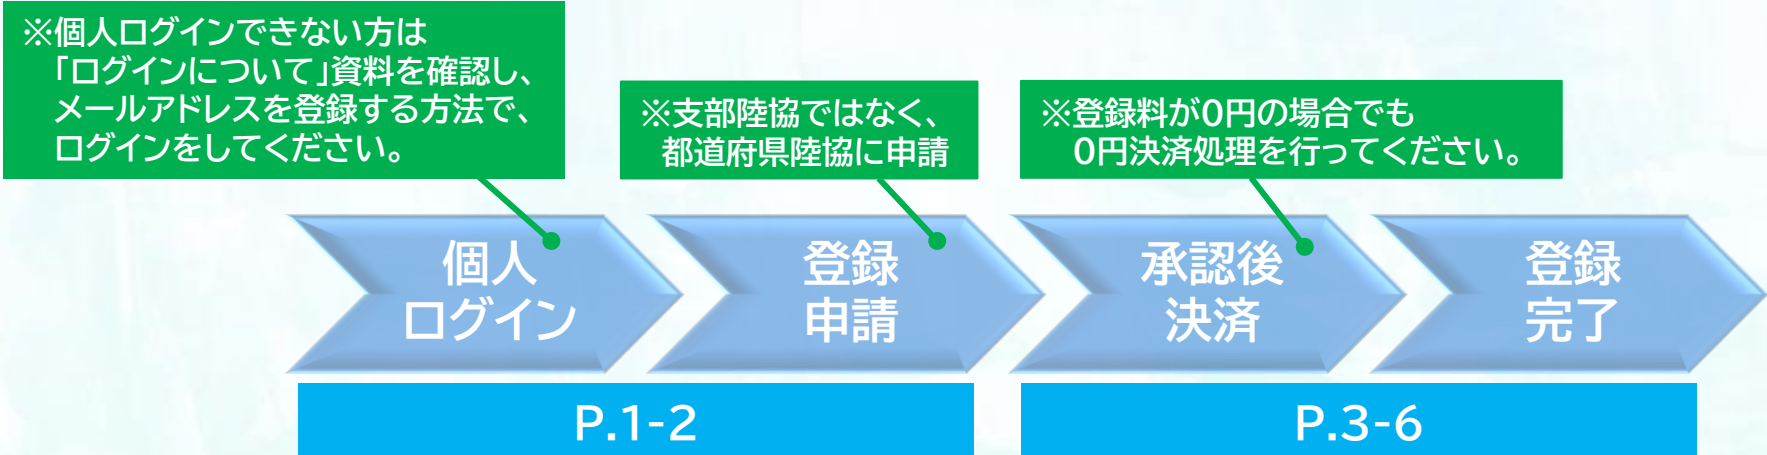 ※個人ログインできない方は
「ログインについて」資料を確認し、
メールアドレスを登録する方法で、
ログインをしてください。
※支部陸協ではなく、
都道府県陸協に申請
※登録料が0円の場合でも
0円決済処理を行ってください。
個人
ログイン
登録
申請
承認後
決済
登録
完了
P.1-2
P.3-6